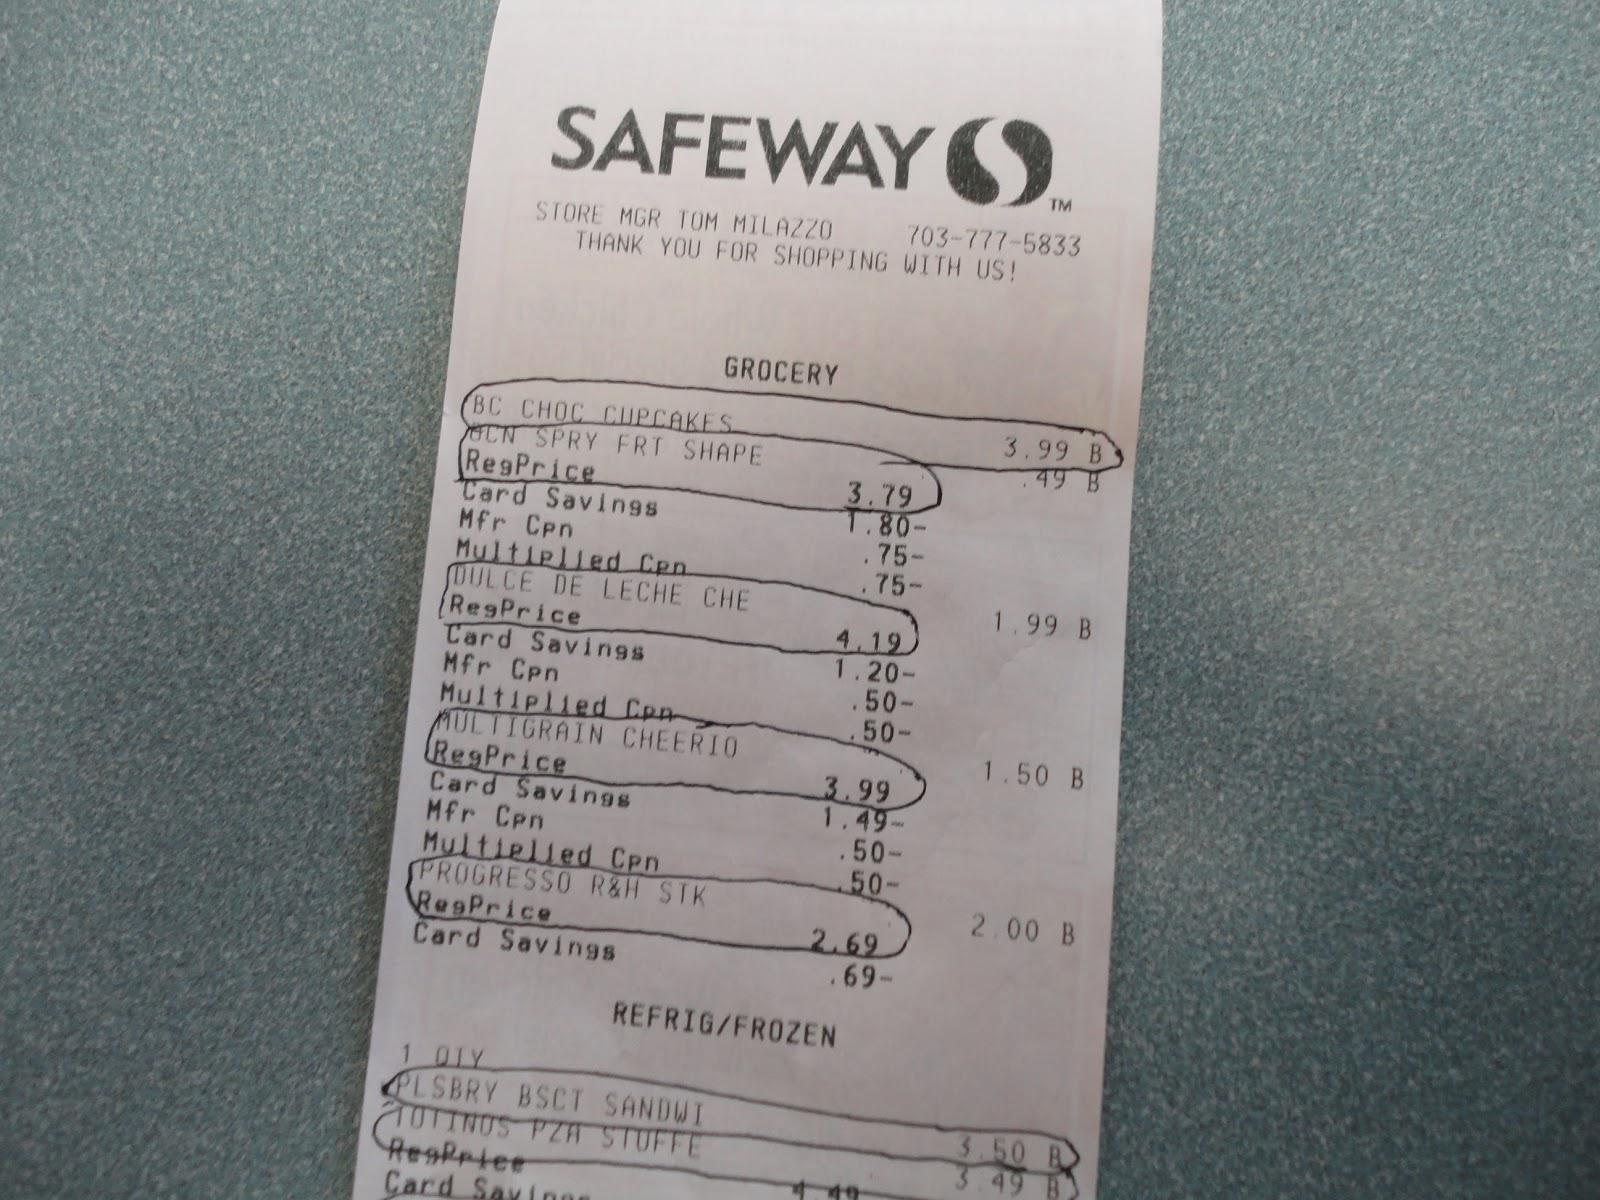 SAFEWAY TM
STORE MGR TOM MILAZZO 703-777-5833
THANK YOU FOR SHOPPING WITH US!
GROCERY
BC CHOC CUPCAKES 3.99 B
OCN SPRY FRT SHAPE .49 B
RegPrice 3.79
Card Savings 1.80-
Mfr Cpn .75-
Multiplied Cpn .75-
DULCE DE LECHE CHE 1.99 B
RegPrice 4.19
Card Savings 1.20-
Mfr Cpn .50-
Multiplied Cpn .50-
MULTIGRAIN CHEERIO 1.50 B
RegPrice 3.99
Card Savings 1.49-
Mfr Cpn .50-
Multiplied Cpn .50-
PROGRESSO R&H STK 2.00 B
RegPrice 2.69
Card Savings .69-
REFRIG/FROZEN
1 QTY
PLSBRY BSCT SANDWI 3.50 B
TOTINOS PZA STUFFE 3.49 B
RegPrice 4.49
Card Savings